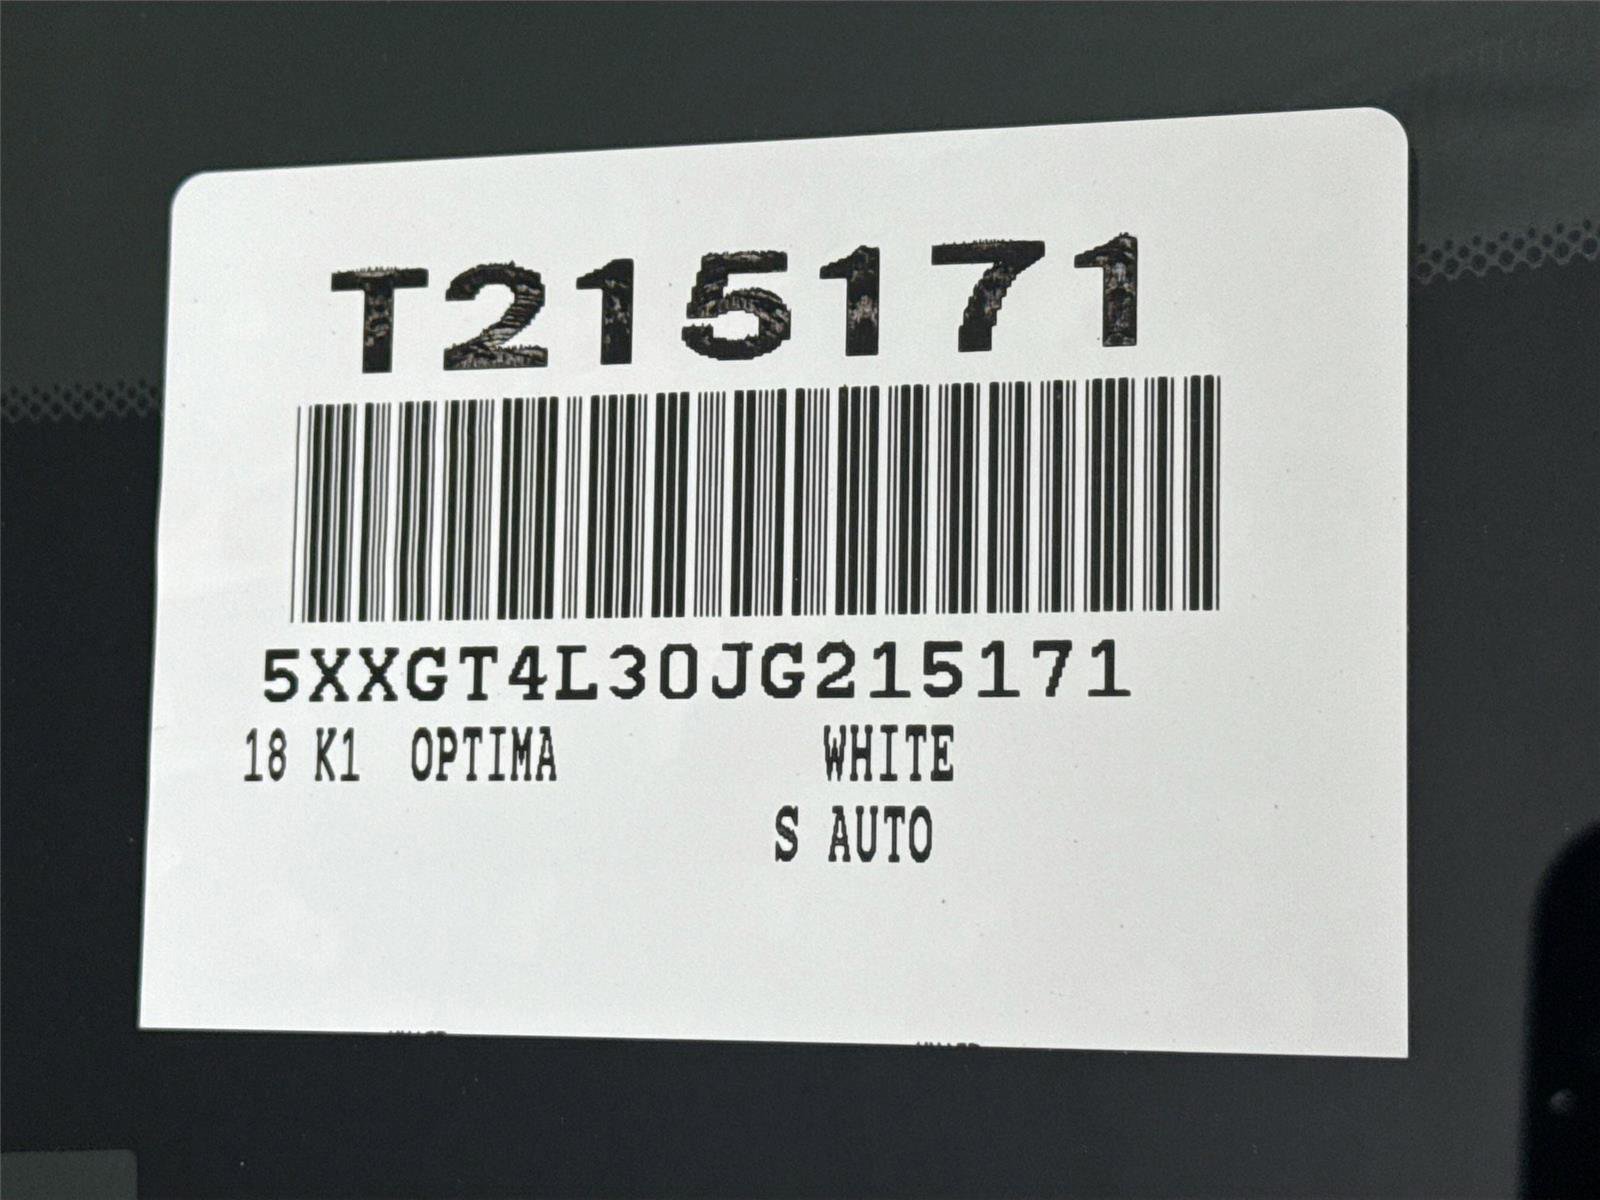 T215171
5XXGT4L30JG215171
18 K1 OPTIMA WHITE
S AUTO